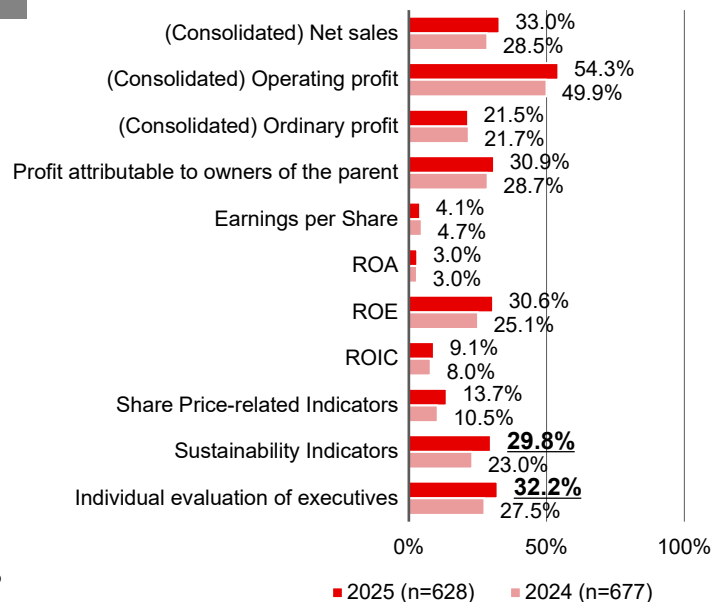 (Consolidated) Net sales
33.0%
28.5%
(Consolidated) Operating profit
54.3%
49.9%
(Consolidated) Ordinary profit
21.5%
21.7%
Profit attributable to owners of the parent
30.9%
28.7%
Earnings per Share
4.1%
4.7%
ROA
3.0%
3.0%
ROE
30.6%
25.1%
ROIC
9.1%
8.0%
Share Price-related Indicators
13.7%
10.5%
Sustainability Indicators
29.8%
23.0%
Individual evaluation of executives
32.2%
27.5%
0% 50% 100%
2025 (n=628) 2024 (n=677)